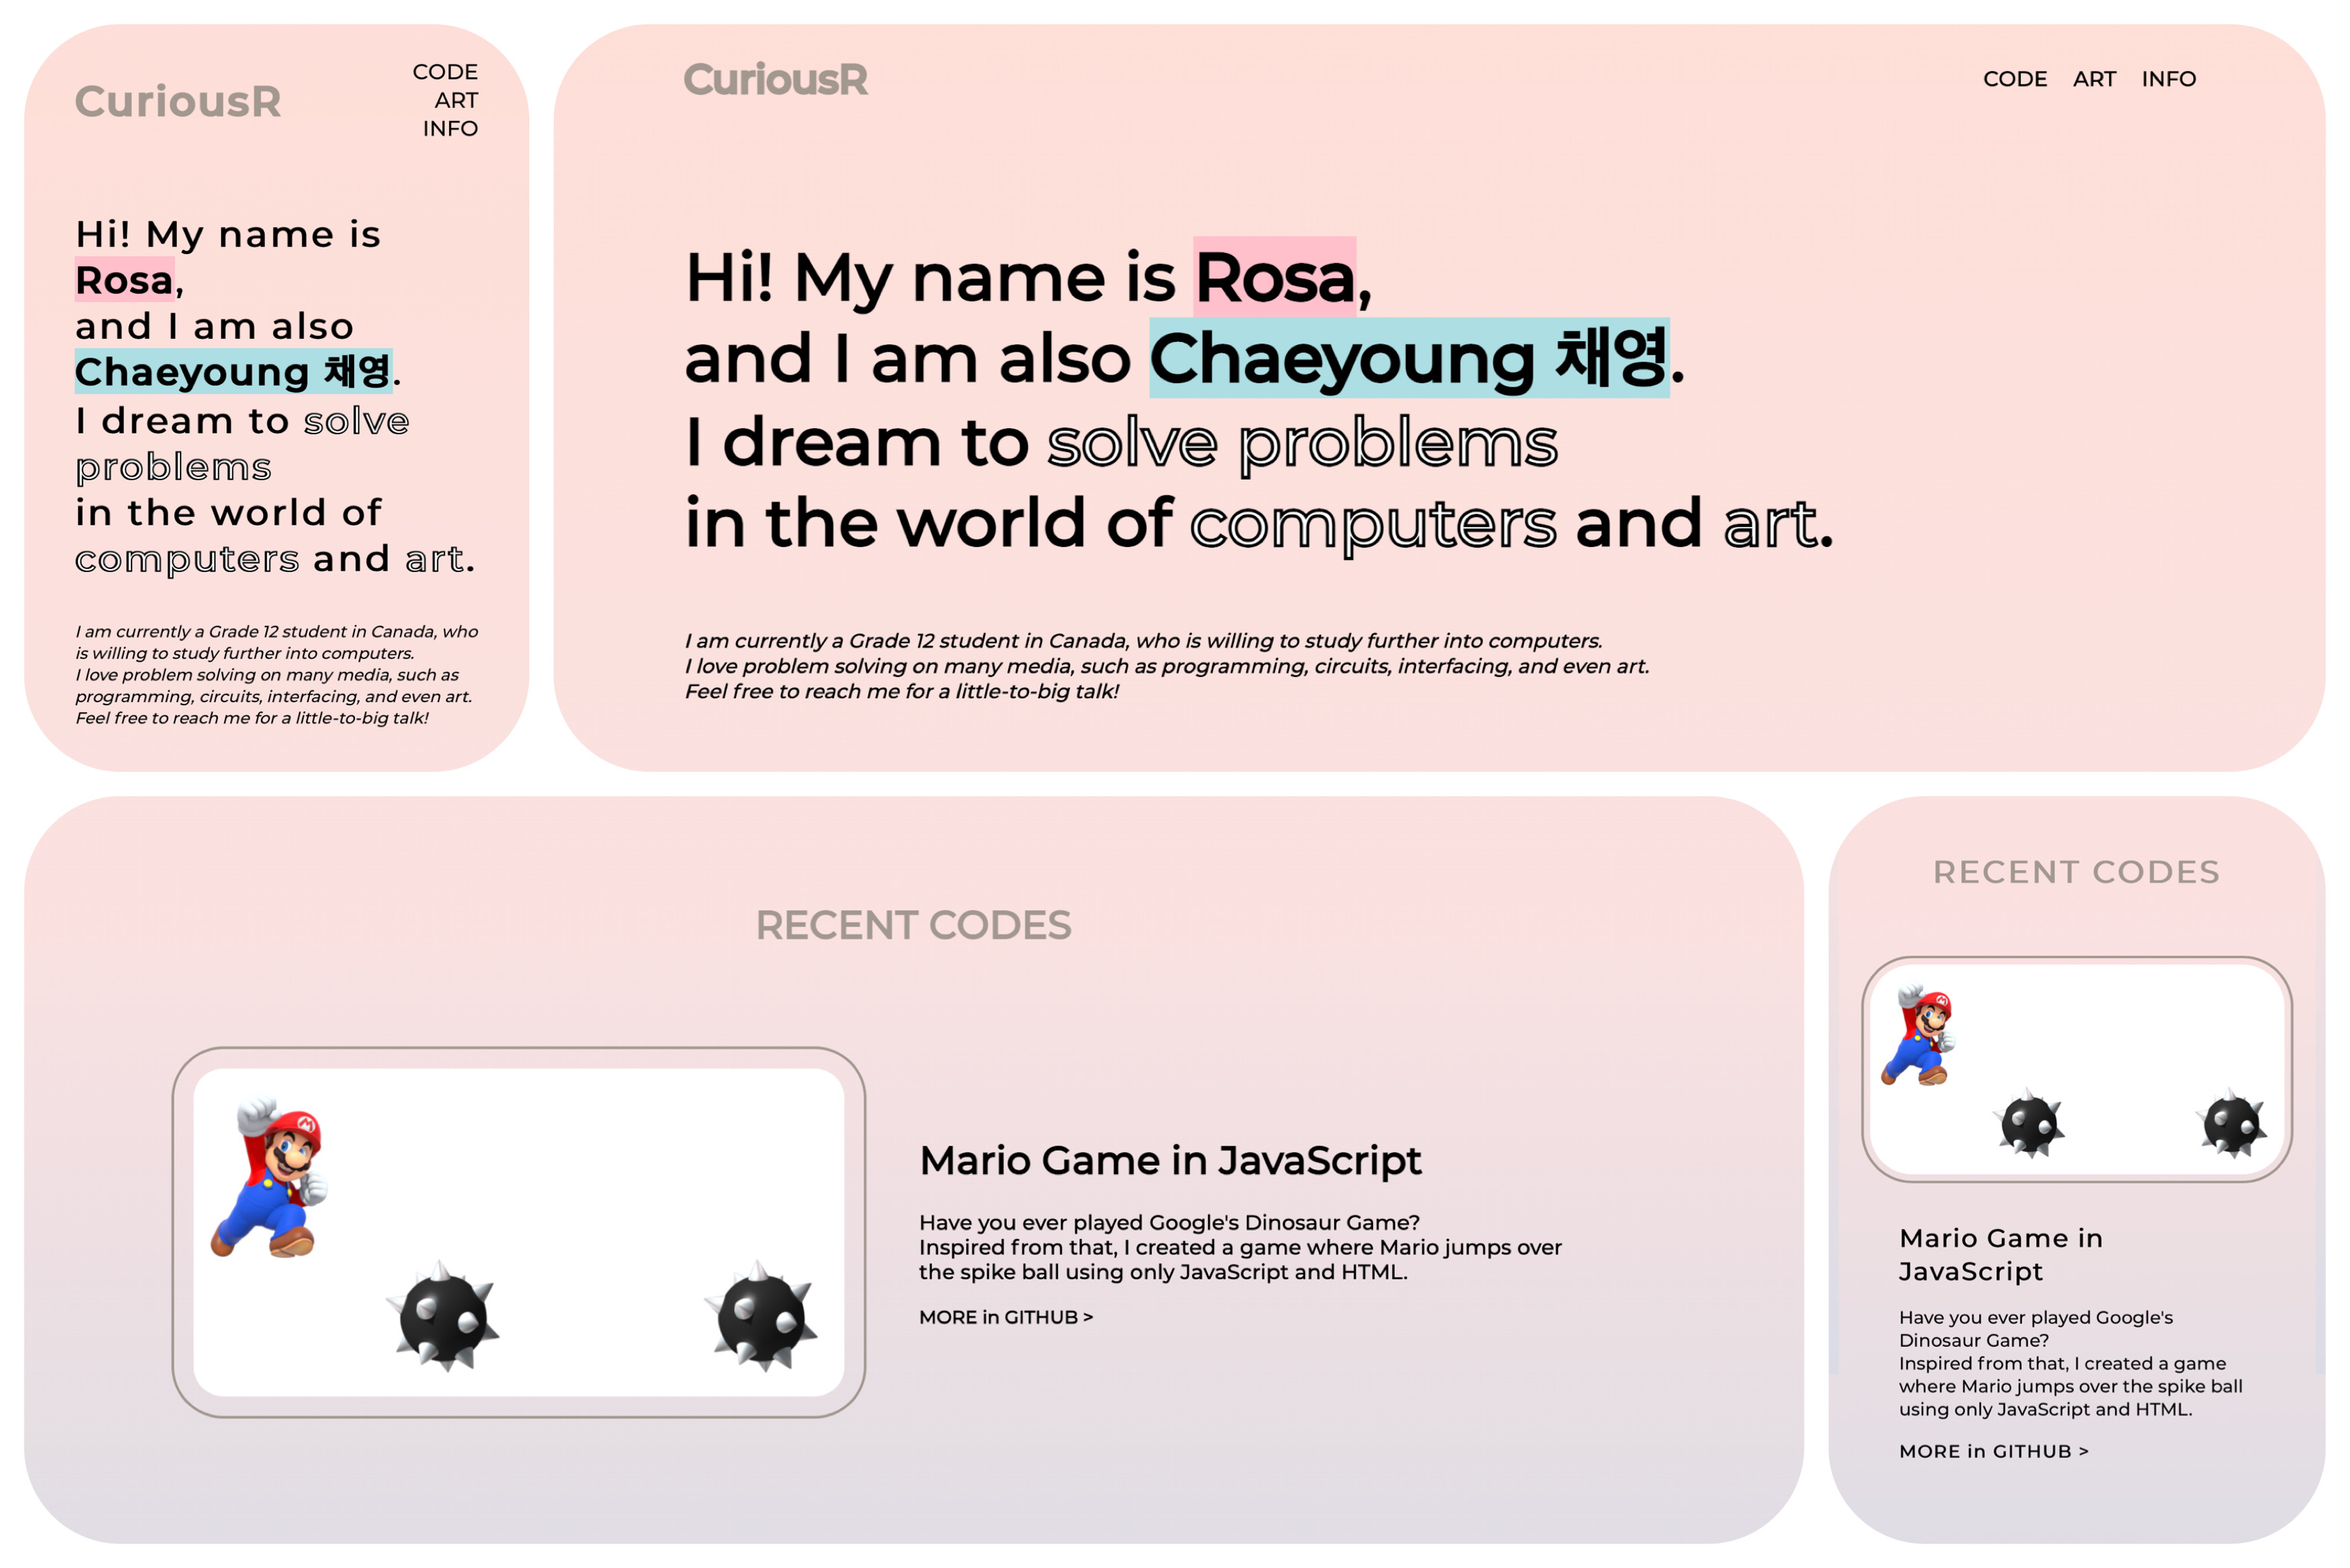 CuriousR
CODE
ART
INFO
Hi! My name is
Rosa,
and I am also
Chaeyoung 채영.
I dream to solve
problems
in the world of
computers and art.
I am currently a Grade 12 student in Canada, who
is willing to study further into computers.
I love problem solving on many media, such as
programming, circuits, interfacing, and even art.
Feel free to reach me for a little-to-big talk!
CuriousR
CODE ART INFO
Hi! My name is Rosa,
and I am also Chaeyoung 채영.
I dream to solve problems
in the world of computers and art.
I am currently a Grade 12 student in Canada, who is willing to study further into computers.
I love problem solving on many media, such as programming, circuits, interfacing, and even art.
Feel free to reach me for a little-to-big talk!
RECENT CODES
M
Mario Game in JavaScript
Have you ever played Google's Dinosaur Game?
Inspired from that, I created a game where Mario jumps over
the spike ball using only JavaScript and HTML.
MORE in GITHUB >
RECENT CODES
M
Mario Game in
JavaScript
Have you ever played Google's
Dinosaur Game?
Inspired from that, I created a game
where Mario jumps over the spike ball
using only JavaScript and HTML.
MORE in GITHUB >